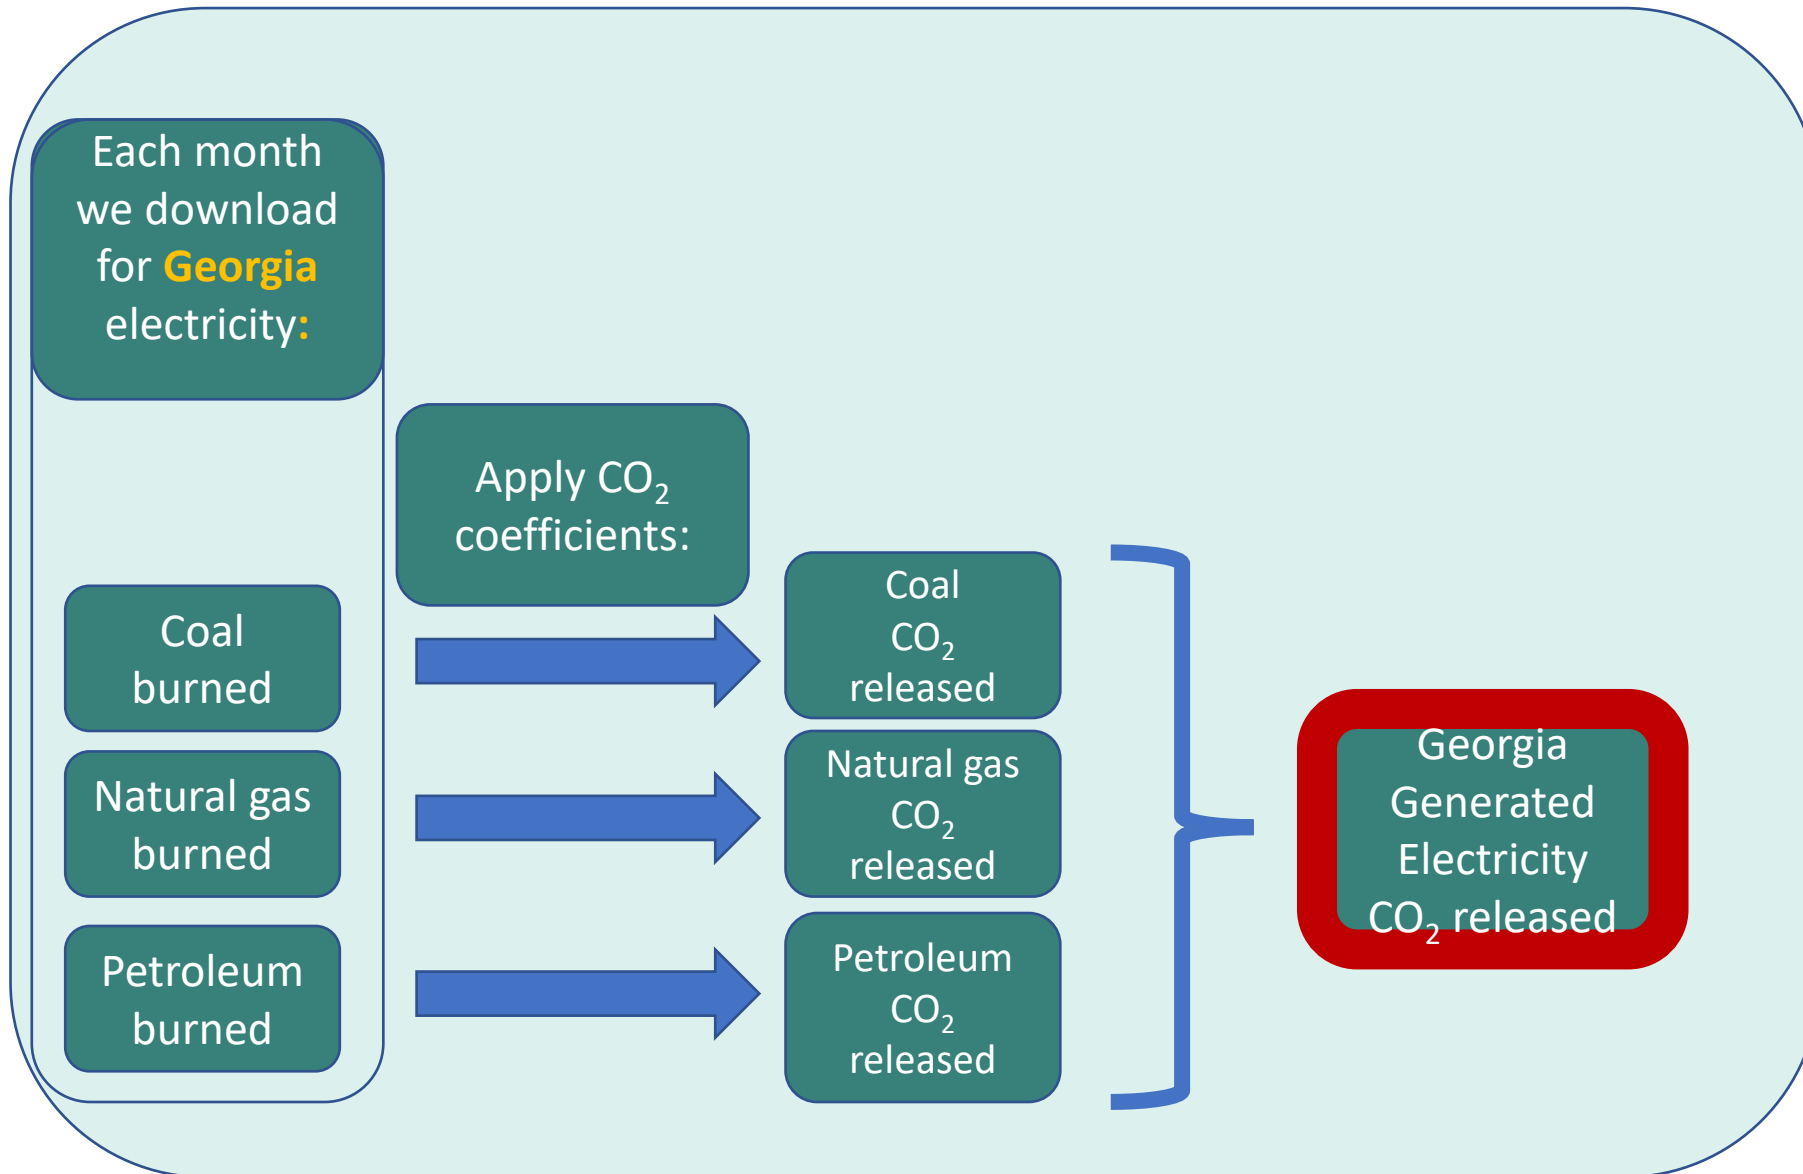 Each month
we download
for Georgia
electricity:
Apply CO₂
coefficients:
Coal
burned
Natural gas
burned
Petroleum
burned
Coal
CO₂
released
Natural gas
CO₂
released
Petroleum
CO₂
released
Georgia
Generated
Electricity
CO₂ released